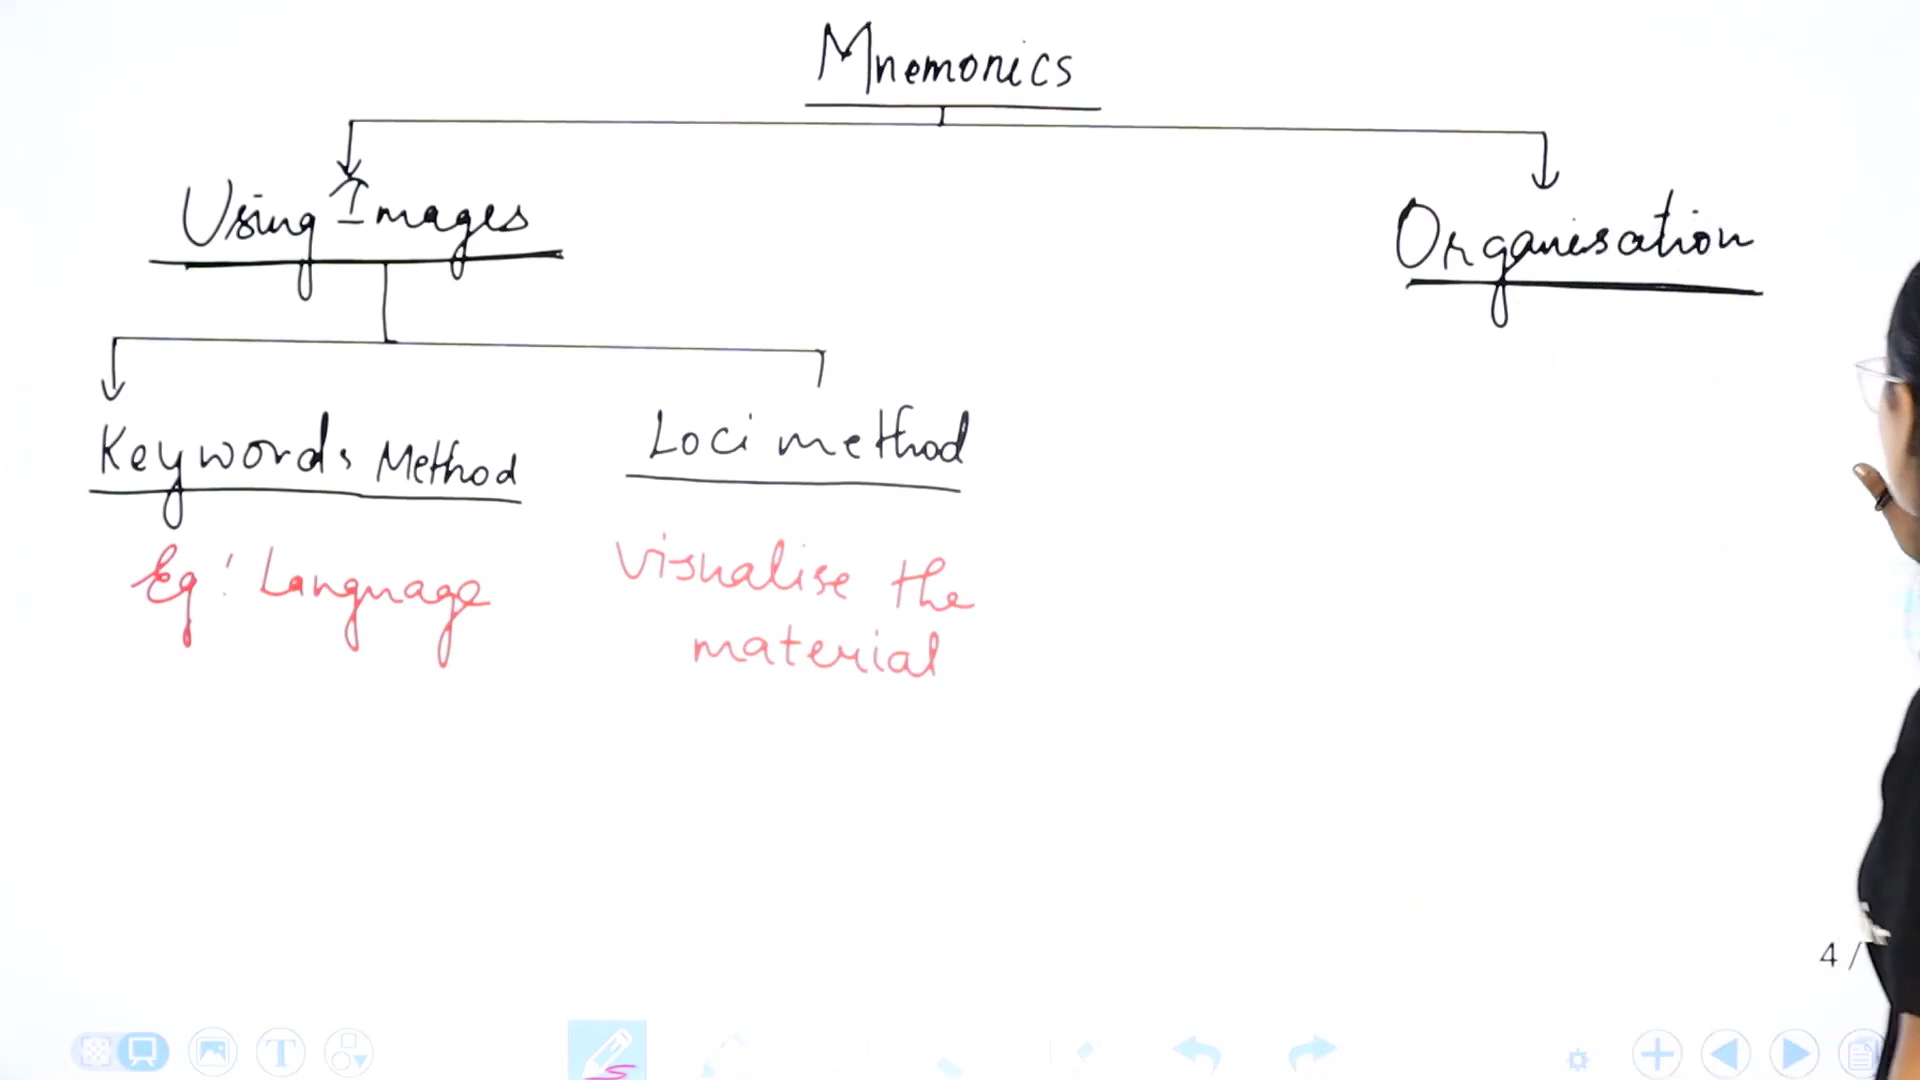 Mnemonics
Using Images
Organisation
Keywords Method
Loci method
Eg: Language
visualise the
material
4 /